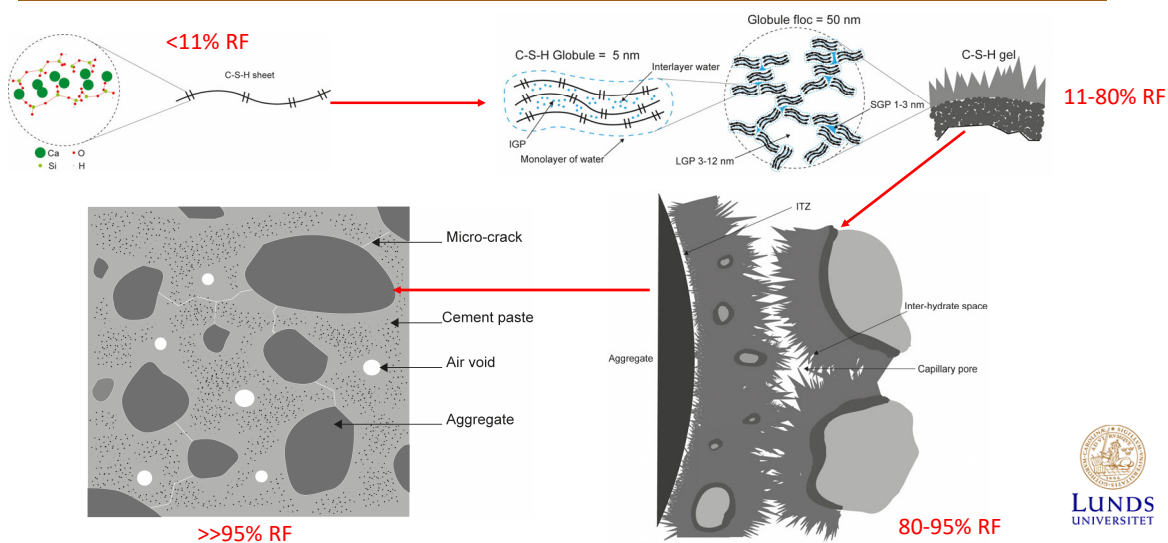 <11% RF
C-S-H sheet
Ca
O
Si
H
C-S-H Globule = 5 nm
Interlayer water
IGP
Monolayer of water
Globule floc = 50 nm
SGP 1-3 nm
LGP 3-12 nm
C-S-H gel
11-80% RF
Micro-crack
Cement paste
Air void
Aggregate
>>95% RF
ITZ
Aggregate
Inter-hydrate space
Capillary pore
80-95% RF
LUNDS
UNIVERSITET